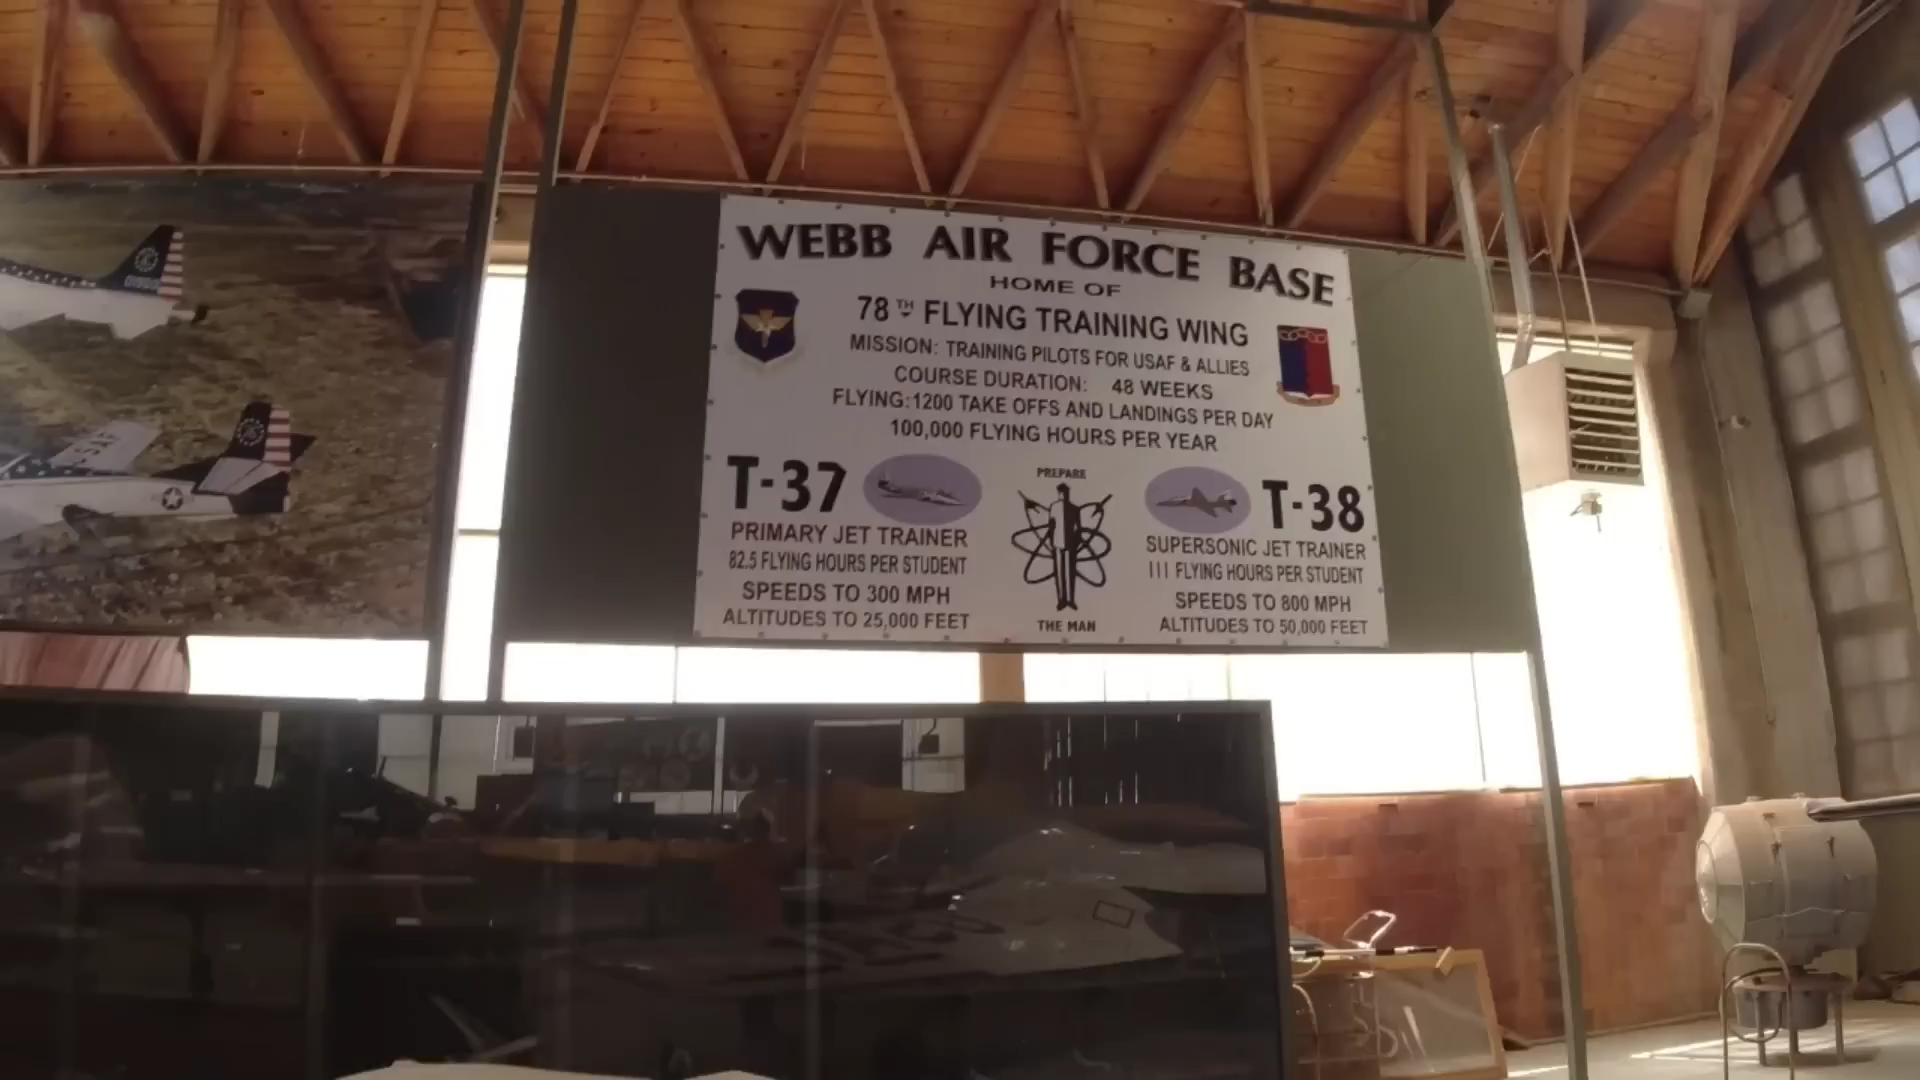 WEBB AIR FORCE BASE
HOME OF
78TH FLYING TRAINING WING
MISSION: TRAINING PILOTS FOR USAF & ALLIES
COURSE DURATION: 48 WEEKS
FLYING:1200 TAKE OFFS AND LANDINGS PER DAY
100,000 FLYING HOURS PER YEAR
T-37
PRIMARY JET TRAINER
82.5 FLYING HOURS PER STUDENT
SPEEDS TO 300 MPH
ALTITUDES TO 25,000 FEET
PREPARE
THE MAN
T-38
SUPERSONIC JET TRAINER
111 FLYING HOURS PER STUDENT
SPEEDS TO 800 MPH
ALTITUDES TO 50,000 FEET
USAF